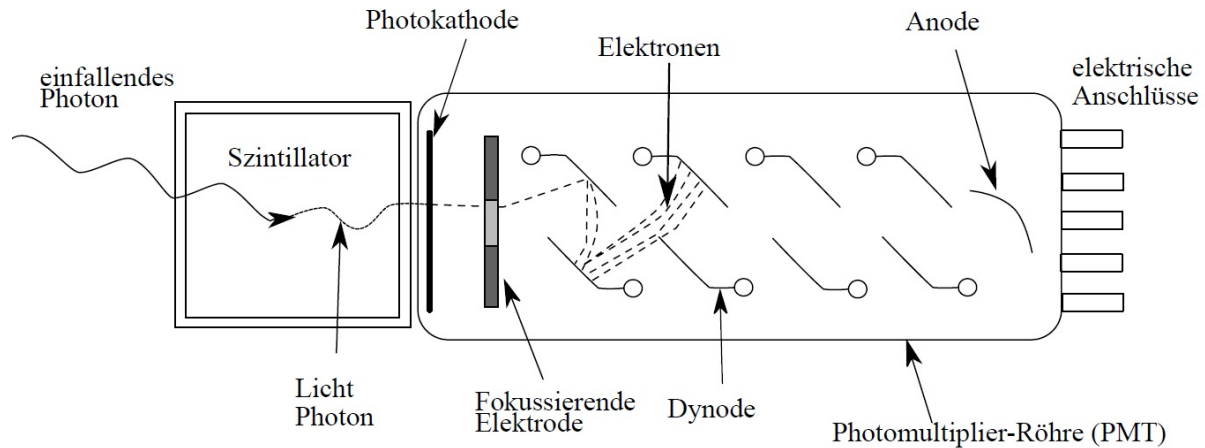 Photokathode
Elektronen
Anode
einfallendes
Photon
elektrische
Anschlüsse
Szintillator
Licht
Photon
Fokussierende
Elektrode
Dynode
Photomultiplier-Röhre (PMT)